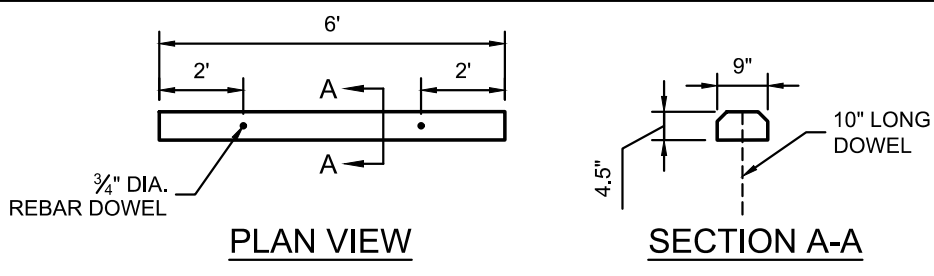 6'
2'
2'
A
A
¾" DIA.
REBAR DOWEL
PLAN VIEW
9"
4.5"
10" LONG
DOWEL
SECTION A-A